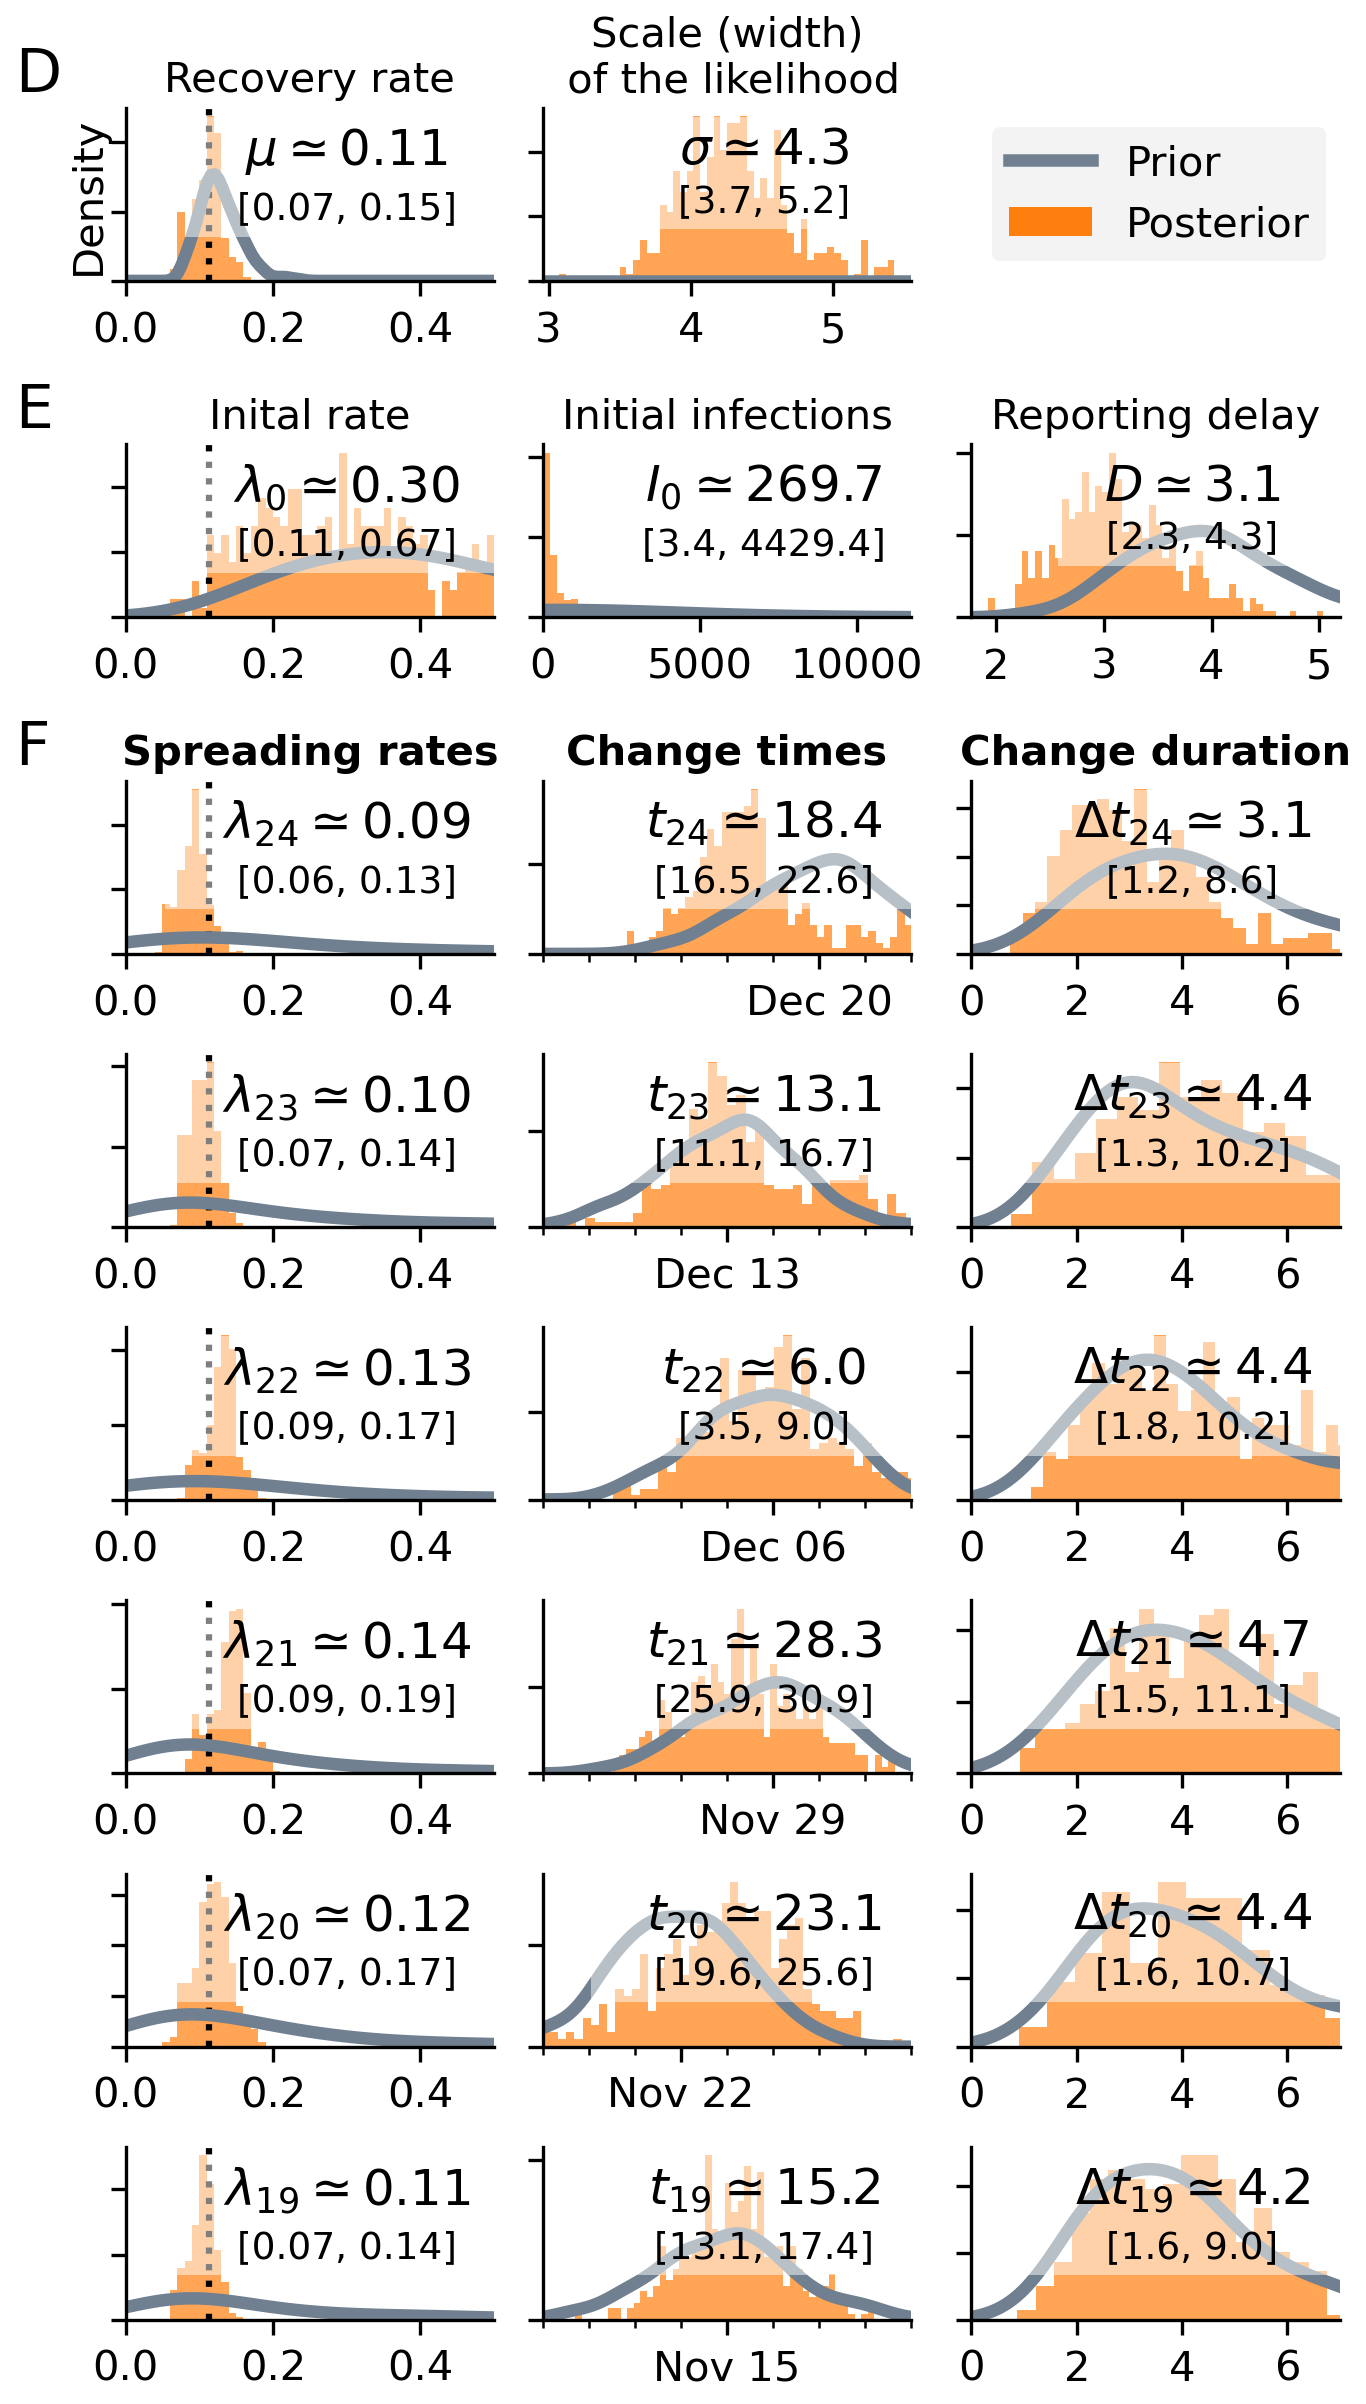 D
Recovery rate
Scale (width)
of the likelihood
Density
μ ≃ 0.11
[0.07, 0.15]
0.0 0.2 0.4
σ ≃ 4.3
[3.7, 5.2]
3 4 5
Prior
Posterior
E
Inital rate
λ0 ≃ 0.30
[0.11, 0.67]
0.0 0.2 0.4
Initial infections
I0 ≃ 269.7
[3.4, 4429.4]
0 5000 10000
Reporting delay
D ≃ 3.1
[2.3, 4.3]
2 3 4 5
F
Spreading rates
Change times
Change duration
λ24 ≃ 0.09
[0.06, 0.13]
0.0 0.2 0.4
t24 ≃ 18.4
[16.5, 22.6]
Dec 20
Δt24 ≃ 3.1
[1.2, 8.6]
0 2 4 6
λ23 ≃ 0.10
[0.07, 0.14]
0.0 0.2 0.4
t23 ≃ 13.1
[11.1, 16.7]
Dec 13
Δt23 ≃ 4.4
[1.3, 10.2]
0 2 4 6
λ22 ≃ 0.13
[0.09, 0.17]
0.0 0.2 0.4
t22 ≃ 6.0
[3.5, 9.0]
Dec 06
Δt22 ≃ 4.4
[1.8, 10.2]
0 2 4 6
λ21 ≃ 0.14
[0.09, 0.19]
0.0 0.2 0.4
t21 ≃ 28.3
[25.9, 30.9]
Nov 29
Δt21 ≃ 4.7
[1.5, 11.1]
0 2 4 6
λ20 ≃ 0.12
[0.07, 0.17]
0.0 0.2 0.4
t20 ≃ 23.1
[19.6, 25.6]
Nov 22
Δt20 ≃ 4.4
[1.6, 10.7]
0 2 4 6
λ19 ≃ 0.11
[0.07, 0.14]
0.0 0.2 0.4
t19 ≃ 15.2
[13.1, 17.4]
Nov 15
Δt19 ≃ 4.2
[1.6, 9.0]
0 2 4 6